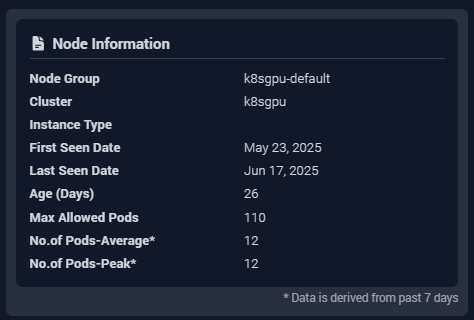 Node Information
Node Group k8sgpu-default
Cluster k8sgpu
Instance Type
First Seen Date May 23, 2025
Last Seen Date Jun 17, 2025
Age (Days) 26
Max Allowed Pods 110
No.of Pods-Average* 12
No.of Pods-Peak* 12
* Data is derived from past 7 days